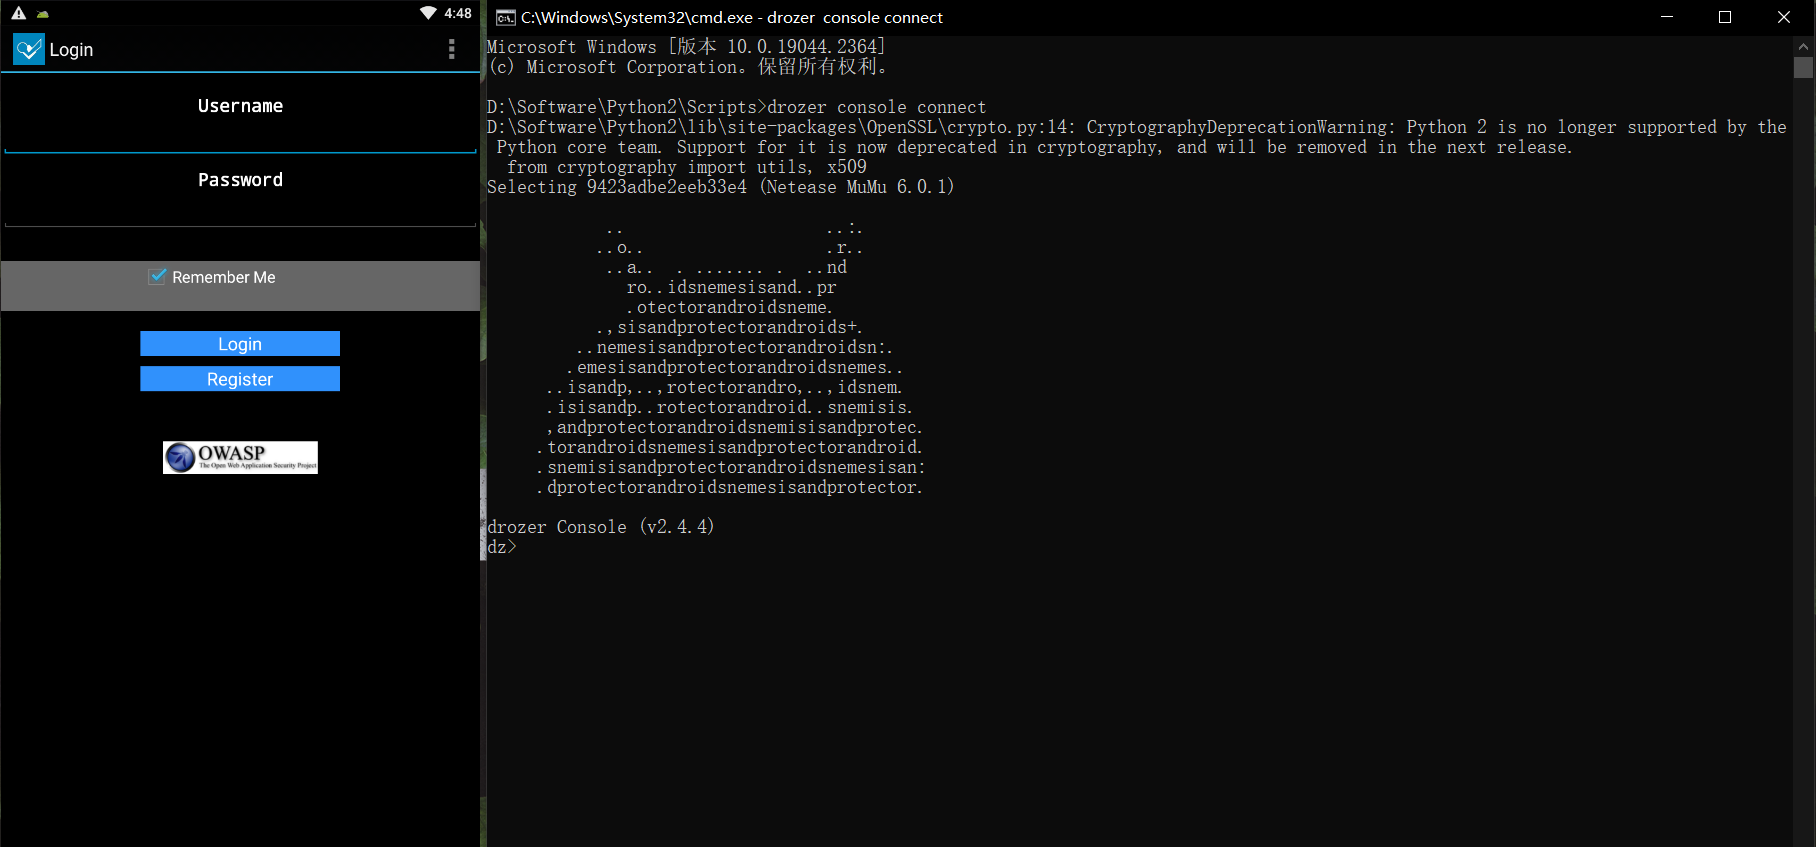 4:48
Login
Username
Password
Remember Me
Login
Register
OWASP
The Open Web Application Security Project
C:\Windows\System32\cmd.exe - drozer  console connect
Microsoft Windows [版本 10.0.19044.2364]
(c) Microsoft Corporation。保留所有权利。
D:\Software\Python2\Scripts>drozer console connect
D:\Software\Python2\lib\site-packages\OpenSSL\crypto.py:14: CryptographyDeprecationWarning: Python 2 is no longer supported by the
Python core team. Support for it is now deprecated in cryptography, and will be removed in the next release.
from cryptography import utils, x509
Selecting 9423adbe2eeb33e4 (Netease MuMu 6.0.1)
..                    ..:.
..o..                  .r..
..a..  . ....... .  ..nd
ro..idsnemesisand..pr
.otectorandroidsneme.
.,sisandprotectorandroids+.
..nemesisandprotectorandroidsn:.
.emesisandprotectorandroidsnemes..
..isandp,..,rotectorandro,..,idsnem.
.isisandp..rotectorandroid..snemisis.
,andprotectorandroidsnemisisandprotec.
.torandroidsnemesisandprotectorandroid.
.snemisisandprotectorandroidsnemesisan:
.dprotectorandroidsnemesisandprotector.
drozer Console (v2.4.4)
dz>